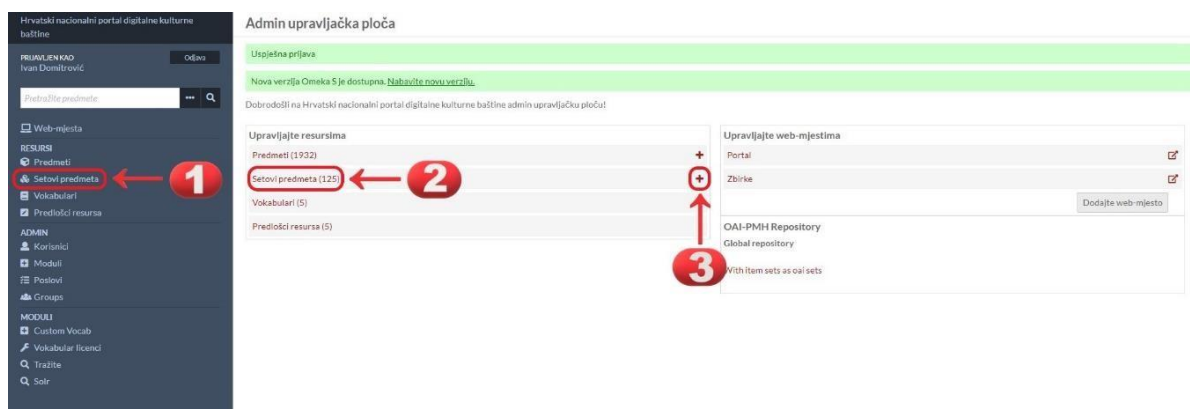 Hrvatski nacionalni portal digitalne kulturne
baštine
PRIJAVLJEN KAO
Ivan Domitrović
Odjava
Pretražite predmete
Web-mjesta
RESURSI
Predmeti
Setovi predmeta
1
Vokabulari
Predlošci resursa
ADMIN
Korisnici
Moduli
Poslovi
Groups
MODULI
Custom Vocab
Vokabular licenci
Tražite
Solr
Admin upravljačka ploča
Uspješna prijava
Nova verzija Omeka S je dostupna. Nabavite novu verziju.
Dobrodošli na Hrvatski nacionalni portal digitalne kulturne baštine admin upravljačku ploču!
Upravljajte resursima
Predmeti (1932)
Setovi predmeta (125)
2
Vokabulari (5)
Predlošci resursa (5)
3
Upravljajte web-mjestima
Portal
Zbirke
Dodajte web-mjesto
OAI-PMH Repository
Global repository
With item sets as oai sets